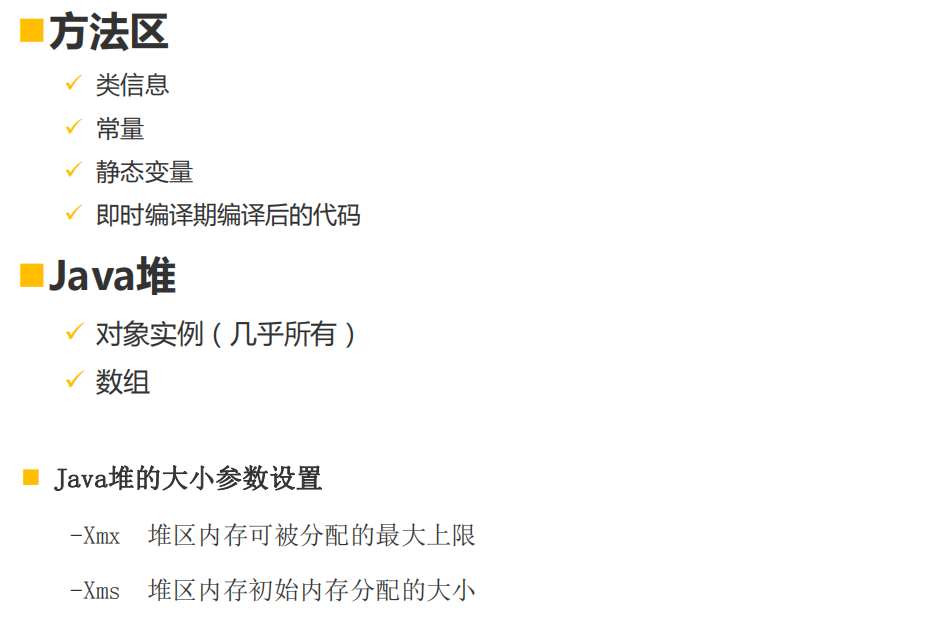 方法区
类信息
常量
静态变量
即时编译期编译后的代码
Java堆
对象实例（几乎所有）
数组
Java堆的大小参数设置
-Xmx 堆区内存可被分配的最大上限
-Xms 堆区内存初始内存分配的大小